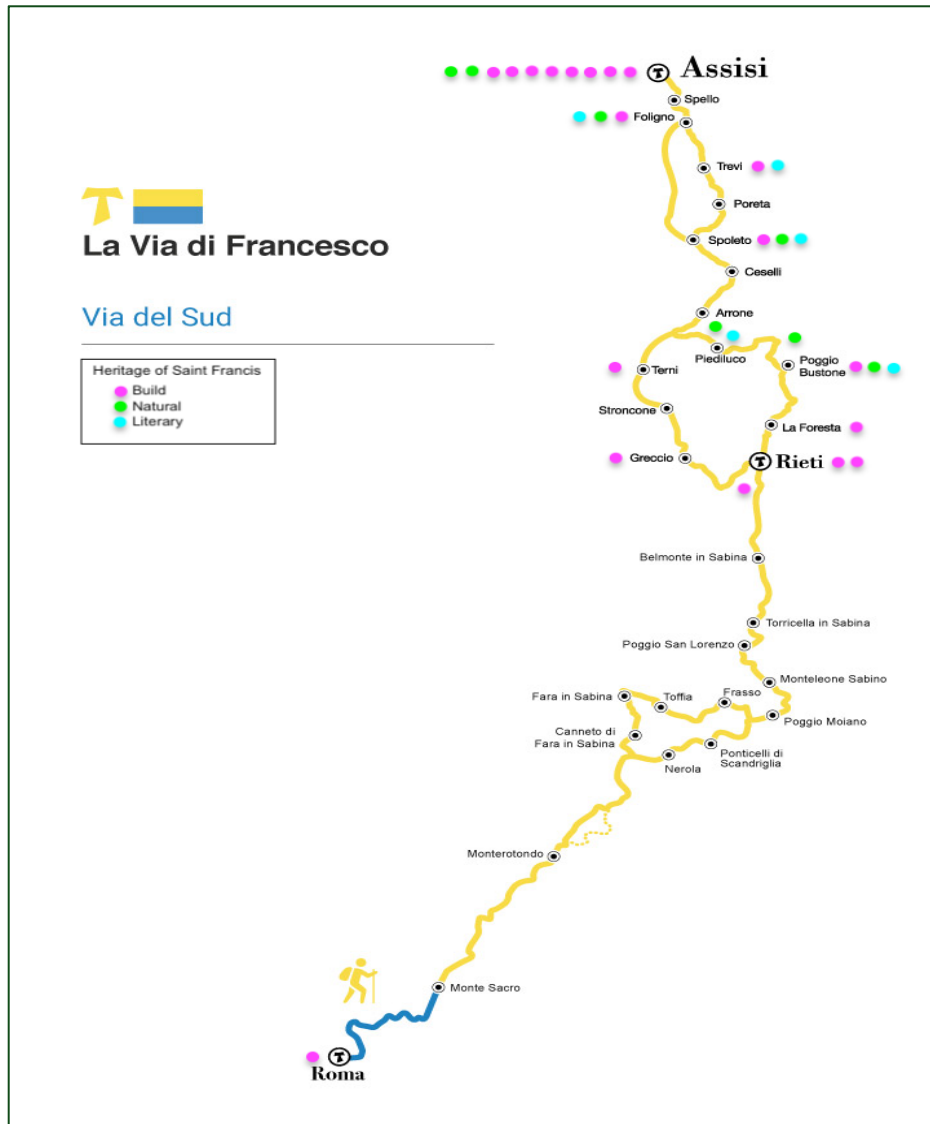 Assisi
Spello
Foligno
Trevi
Poreta
La Via di Francesco
Spoleto
Ceselli
Via del Sud
Arrone
Heritage of Saint Francis
Build
Natural
Literary
Piediluco
Poggio
Bustone
Terni
Stroncone
La Foresta
Greccio
Rieti
Belmonte in Sabina
Torricella in Sabina
Poggio San Lorenzo
Monteleone Sabino
Fara in Sabina
Toffia
Frasso
Poggio Moiano
Canneto di
Fara in Sabina
Ponticelli di
Scandriglia
Nerola
Monterotondo
Monte Sacro
Roma